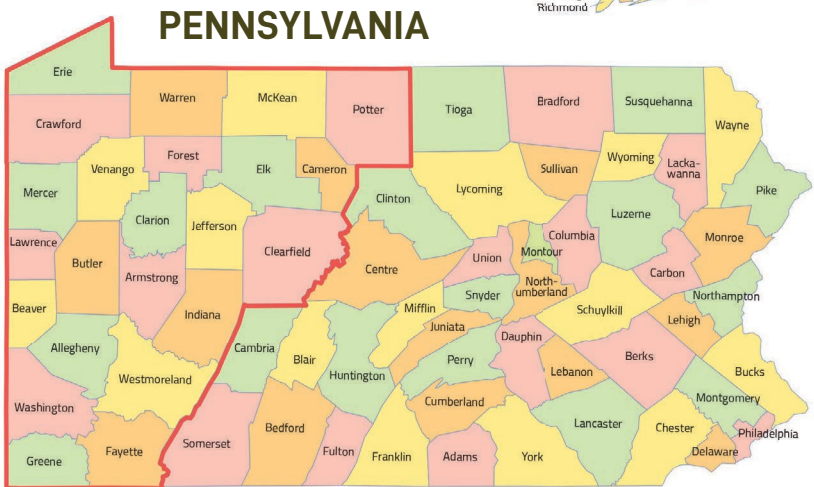 Richmond
PENNSYLVANIA
Erie
Warren
McKean
Potter
Tioga
Bradford
Susquehanna
Wayne
Crawford
Forest
Venango
Elk
Cameron
Sullivan
Wyoming
Lacka-
wanna
Pike
Mercer
Clarion
Jefferson
Clinton
Lycoming
Luzerne
Lawrence
Butler
Armstrong
Clearfield
Centre
Union
Montour
Columbia
Monroe
Carbon
Beaver
Indiana
Mifflin
Snyder
North-
umberland
Schuylkill
Northampton
Allegheny
Cambria
Blair
Juniata
Dauphin
Lehigh
Westmoreland
Huntington
Perry
Lebanon
Berks
Bucks
Washington
Cumberland
Montgomery
Greene
Fayette
Somerset
Bedford
Fulton
Franklin
Adams
York
Lancaster
Chester
Delaware
Philadelphia